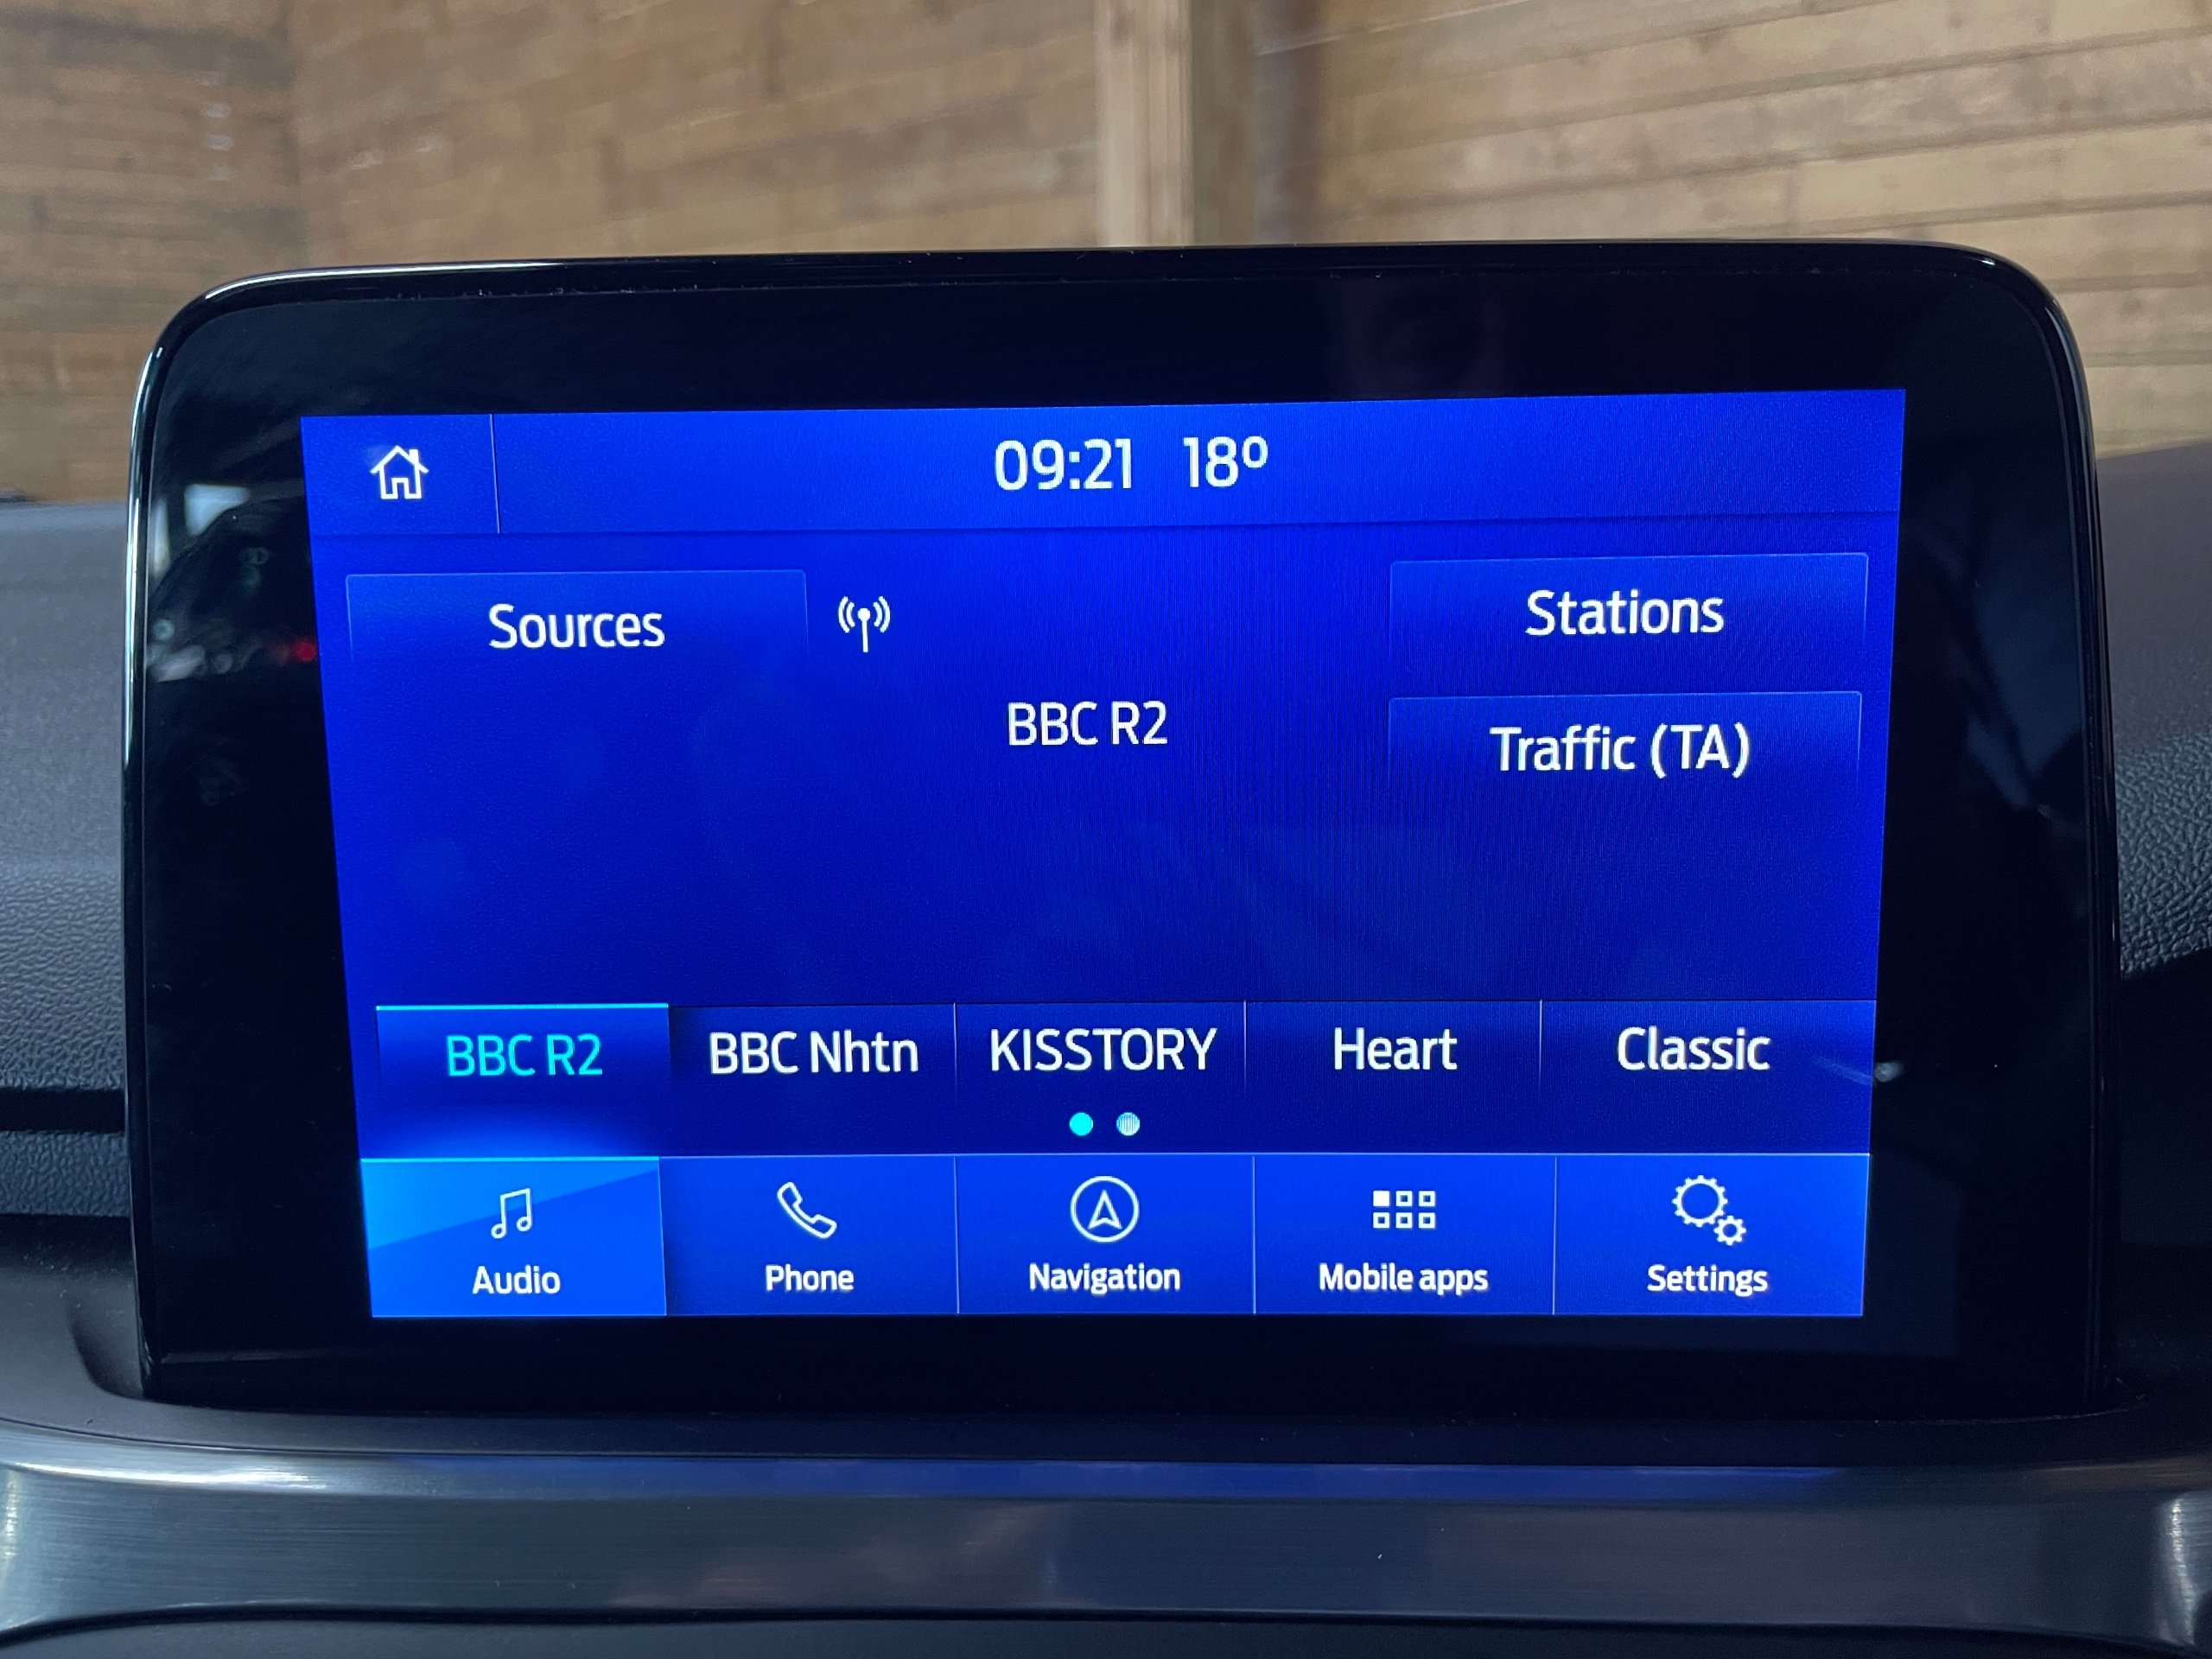 09:21 18º
Sources
Stations
BBC R2
Traffic (TA)
BBC R2
BBC Nhtn
KISSTORY
Heart
Classic
Audio
Phone
Navigation
Mobile apps
Settings